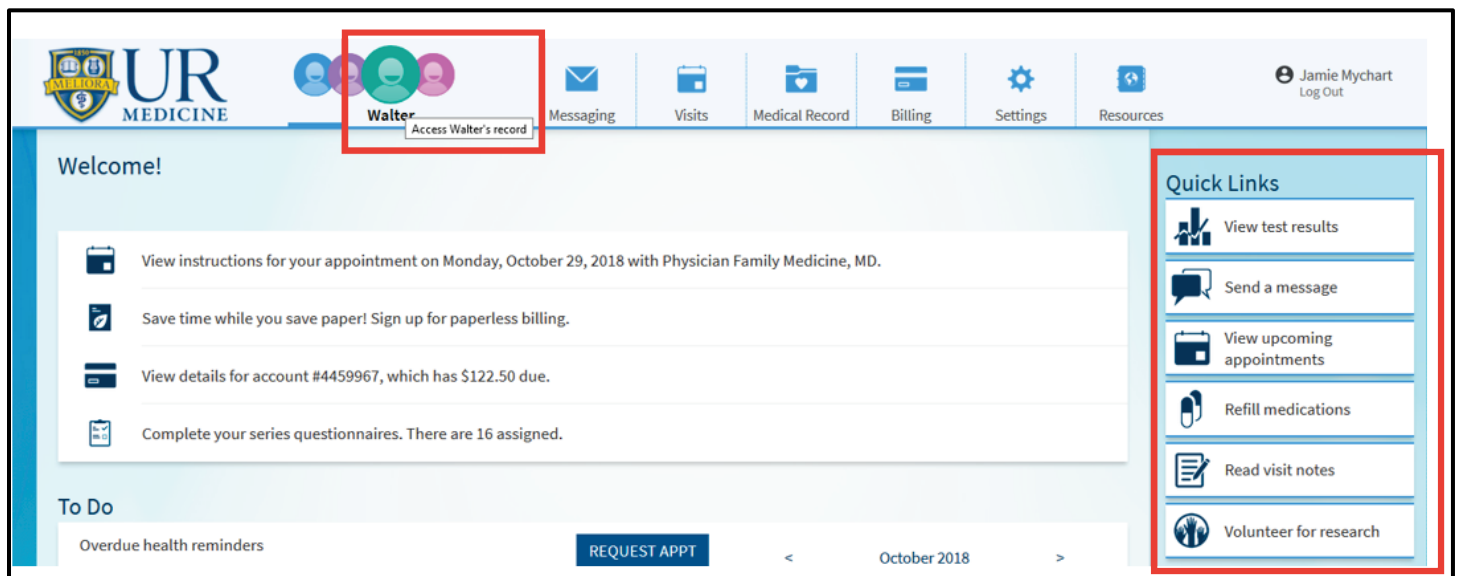 1850
MELIORA
UR
MEDICINE
Walter
Access Walter's record
Messaging
Visits
Medical Record
Billing
Settings
Resources
Jamie Mychart
Log Out
Welcome!
View instructions for your appointment on Monday, October 29, 2018 with Physician Family Medicine, MD.
Save time while you save paper! Sign up for paperless billing.
View details for account #4459967, which has $122.50 due.
Complete your series questionnaires. There are 16 assigned.
To Do
Overdue health reminders
REQUEST APPT
< October 2018 >
Quick Links
View test results
Send a message
View upcoming
appointments
Refill medications
Read visit notes
Volunteer for research